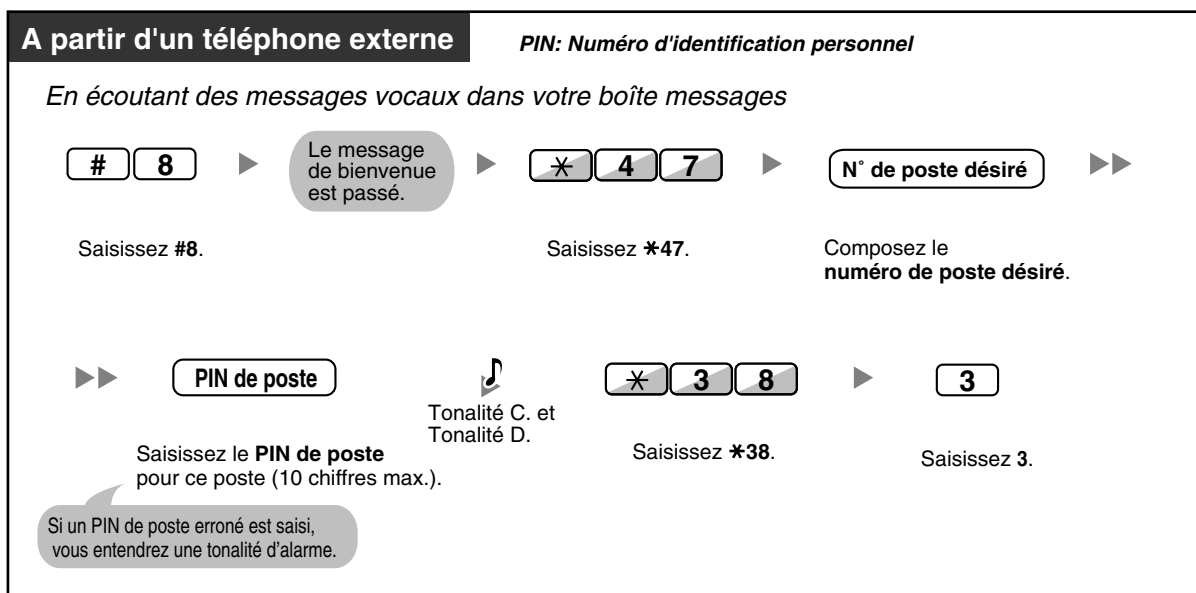 A partir d'un téléphone externe
PIN: Numéro d'identification personnel
En écoutant des messages vocaux dans votre boîte messages
# 8
Le message
de bienvenue
est passé.
* 4 7
N° de poste désiré
Saisissez #8.
Saisissez *47.
Composez le
numéro de poste désiré.
PIN de poste
Tonalité C. et
Tonalité D.
* 3 8
3
Saisissez le PIN de poste
pour ce poste (10 chiffres max.).
Saisissez *38.
Saisissez 3.
Si un PIN de poste erroné est saisi,
vous entendrez une tonalité d'alarme.